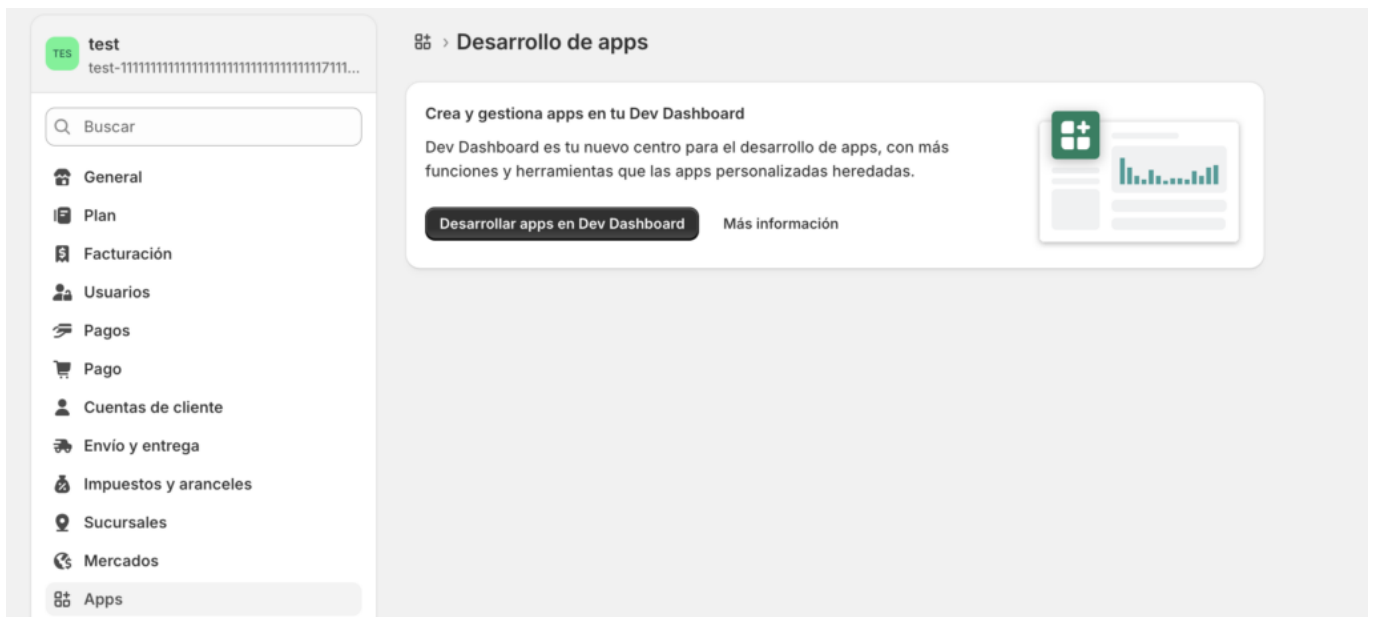 TES
test
test-11111111111111111111111111111117111...
Buscar
General
Plan
Facturación
Usuarios
Pagos
Pago
Cuentas de cliente
Envío y entrega
Impuestos y aranceles
Sucursales
Mercados
Apps
› Desarrollo de apps
Crea y gestiona apps en tu Dev Dashboard
Dev Dashboard es tu nuevo centro para el desarrollo de apps, con más
funciones y herramientas que las apps personalizadas heredadas.
Desarrollar apps en Dev Dashboard Más información